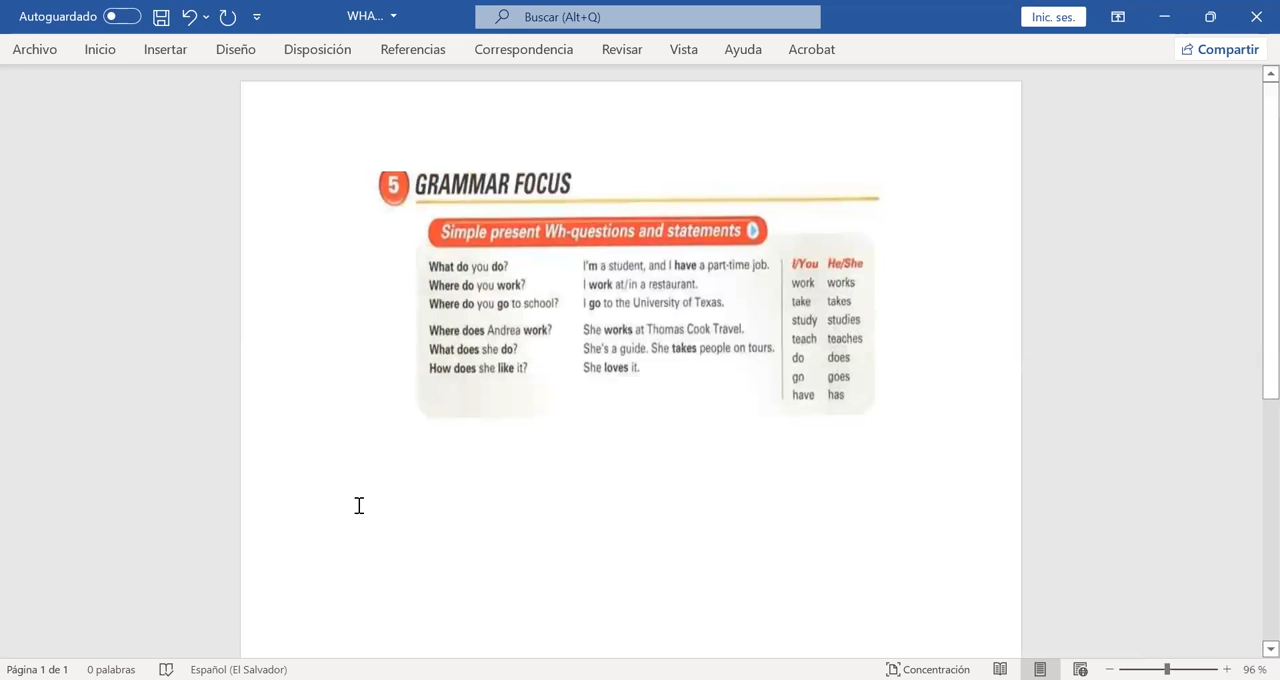 Autoguardado
WHA...
Buscar (Alt+Q)
Inic. ses.
Archivo Inicio Insertar Diseño Disposición Referencias Correspondencia Revisar Vista Ayuda Acrobat
Compartir
5 GRAMMAR FOCUS
Simple present Wh-questions and statements
What do you do?
Where do you work?
Where do you go to school?
Where does Andrea work?
What does she do?
How does she like it?
I'm a student, and I have a part-time job.
I work at/in a restaurant.
I go to the University of Texas.
She works at Thomas Cook Travel.
She's a guide. She takes people on tours.
She loves it.
I/You He/She
work works
take takes
study studies
teach teaches
do does
go goes
have has
Página 1 de 1 0 palabras Español (El Salvador) Concentración 96 %